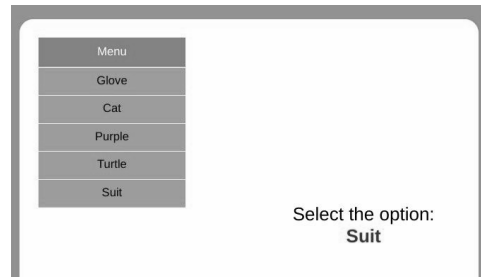 Menu
Glove
Cat
Purple
Turtle
Suit
Select the option:
Suit